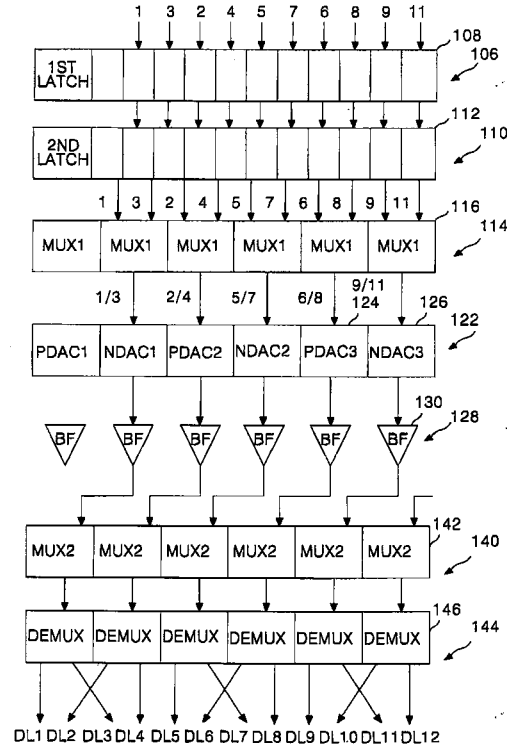 1 3 2 4 5 7 6 8 9 11
108
106
1ST LATCH
112
110
2ND LATCH
1 3 2 4 5 7 6 8 9 11
116
114
MUX1 MUX1 MUX1 MUX1 MUX1 MUX1
1/3 2/4 5/7 6/8 9/11
124 126
122
PDAC1 NDAC1 PDAC2 NDAC2 PDAC3 NDAC3
130
128
BF BF BF BF BF BF
142
140
MUX2 MUX2 MUX2 MUX2 MUX2 MUX2
146
144
DEMUX DEMUX DEMUX DEMUX DEMUX DEMUX
DL1 DL2 DL3 DL4 DL5 DL6 DL7 DL8 DL9 DL10 DL11 DL12